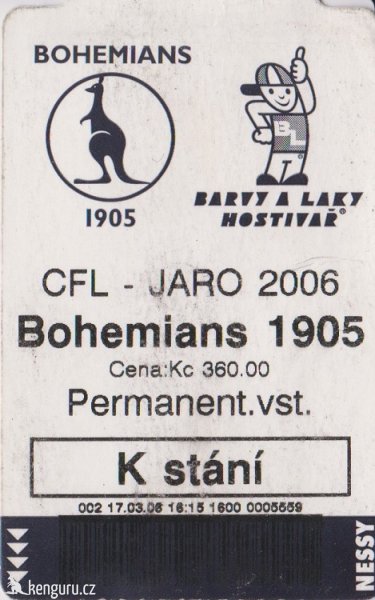 BOHEMIANS
1905
BL
BARVY A LAKY
HOSTIVAŘ®
CFL - JARO 2006
Bohemians 1905
Cena:Kc 360.00
Permanent.vst.
K stání
002 17.03.06 16:15 1600 0005559
NESSY
kenguru.cz